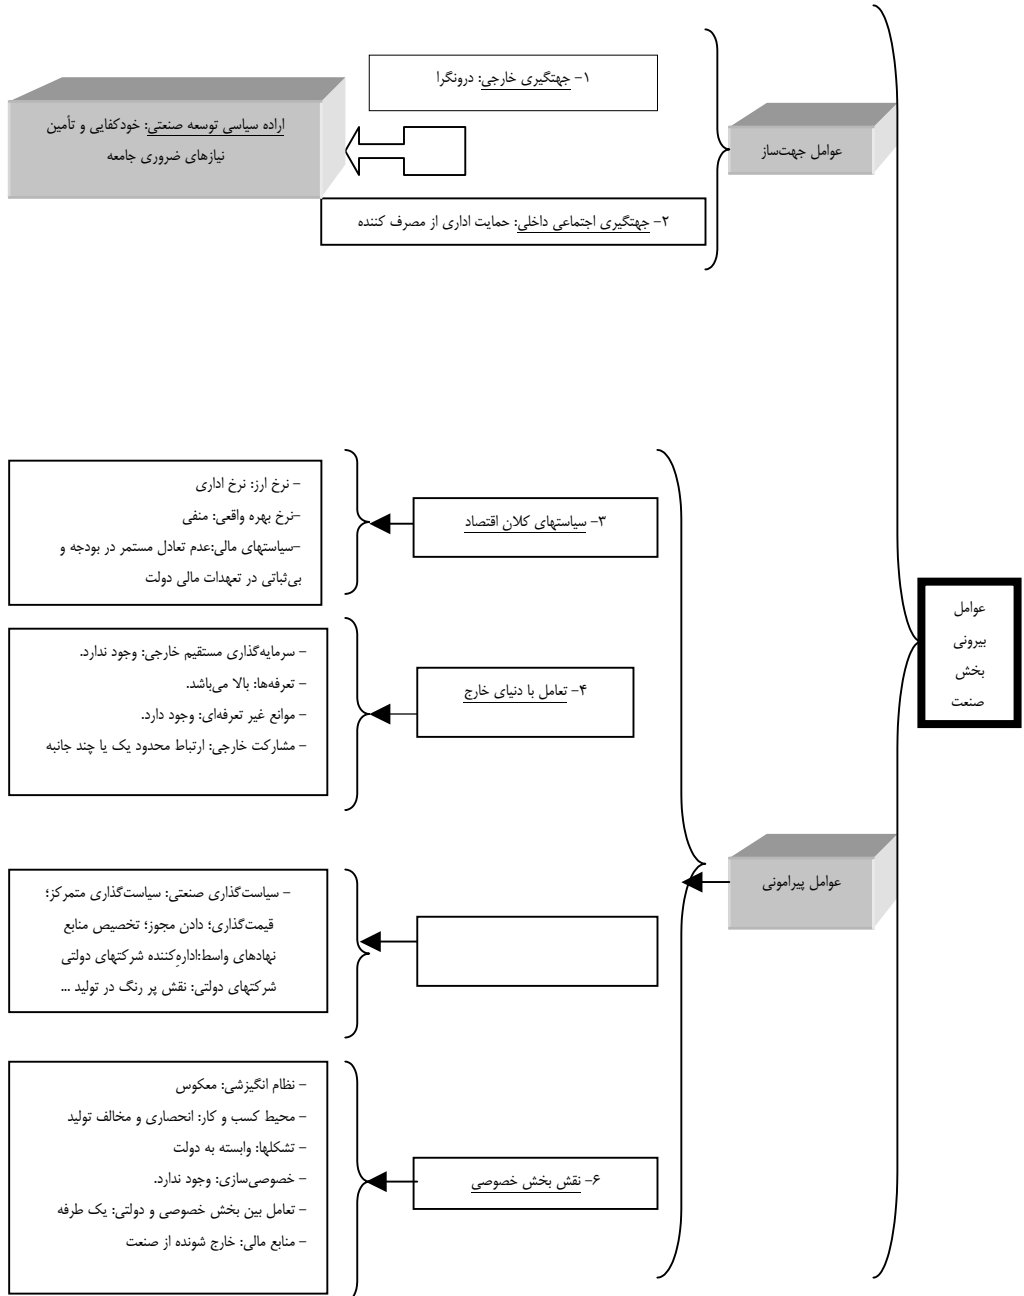 عوامل
بیرونی
بخش
صنعت
عوامل جهت‌ساز
۱- جهتگیری خارجی: درونگرا
۲- جهتگیری اجتماعی داخلی: حمایت اداری از مصرف کننده
اراده سیاسی توسعه صنعتی: خودکفایی و تأمین
نیازهای ضروری جامعه
عوامل پیرامونی
۳- سیاستهای کلان اقتصاد
- نرخ ارز: نرخ اداری
-نرخ بهره واقعی: منفی
-سیاستهای مالی:عدم تعادل مستمر در بودجه و
بی‌ثباتی در تعهدات مالی دولت
۴- تعامل با دنیای خارج
- سرمایه‌گذاری مستقیم خارجی: وجود ندارد.
- تعرفه‌ها: بالا می‌باشد.
- موانع غیر تعرفه‌ای: وجود دارد.
- مشارکت خارجی: ارتباط محدود یک یا چند جانبه
- سیاست‌گذاری صنعتی: سیاست‌گذاری متمرکز؛
قیمت‌گذاری؛ دادن مجوز؛ تخصیص منابع
نهادهای واسط:ادارهِ‌کننده شرکتهای دولتی
شرکتهای دولتی: نقش پر رنگ در تولید ...
۶- نقش بخش خصوصی
- نظام انگیزشی: معکوس
- محیط کسب و کار: انحصاری و مخالف تولید
- تشکلها: وابسته به دولت
- خصوصی‌سازی: وجود ندارد.
- تعامل بین بخش خصوصی و دولتی: یک طرفه
- منابع مالی: خارج شونده از صنعت